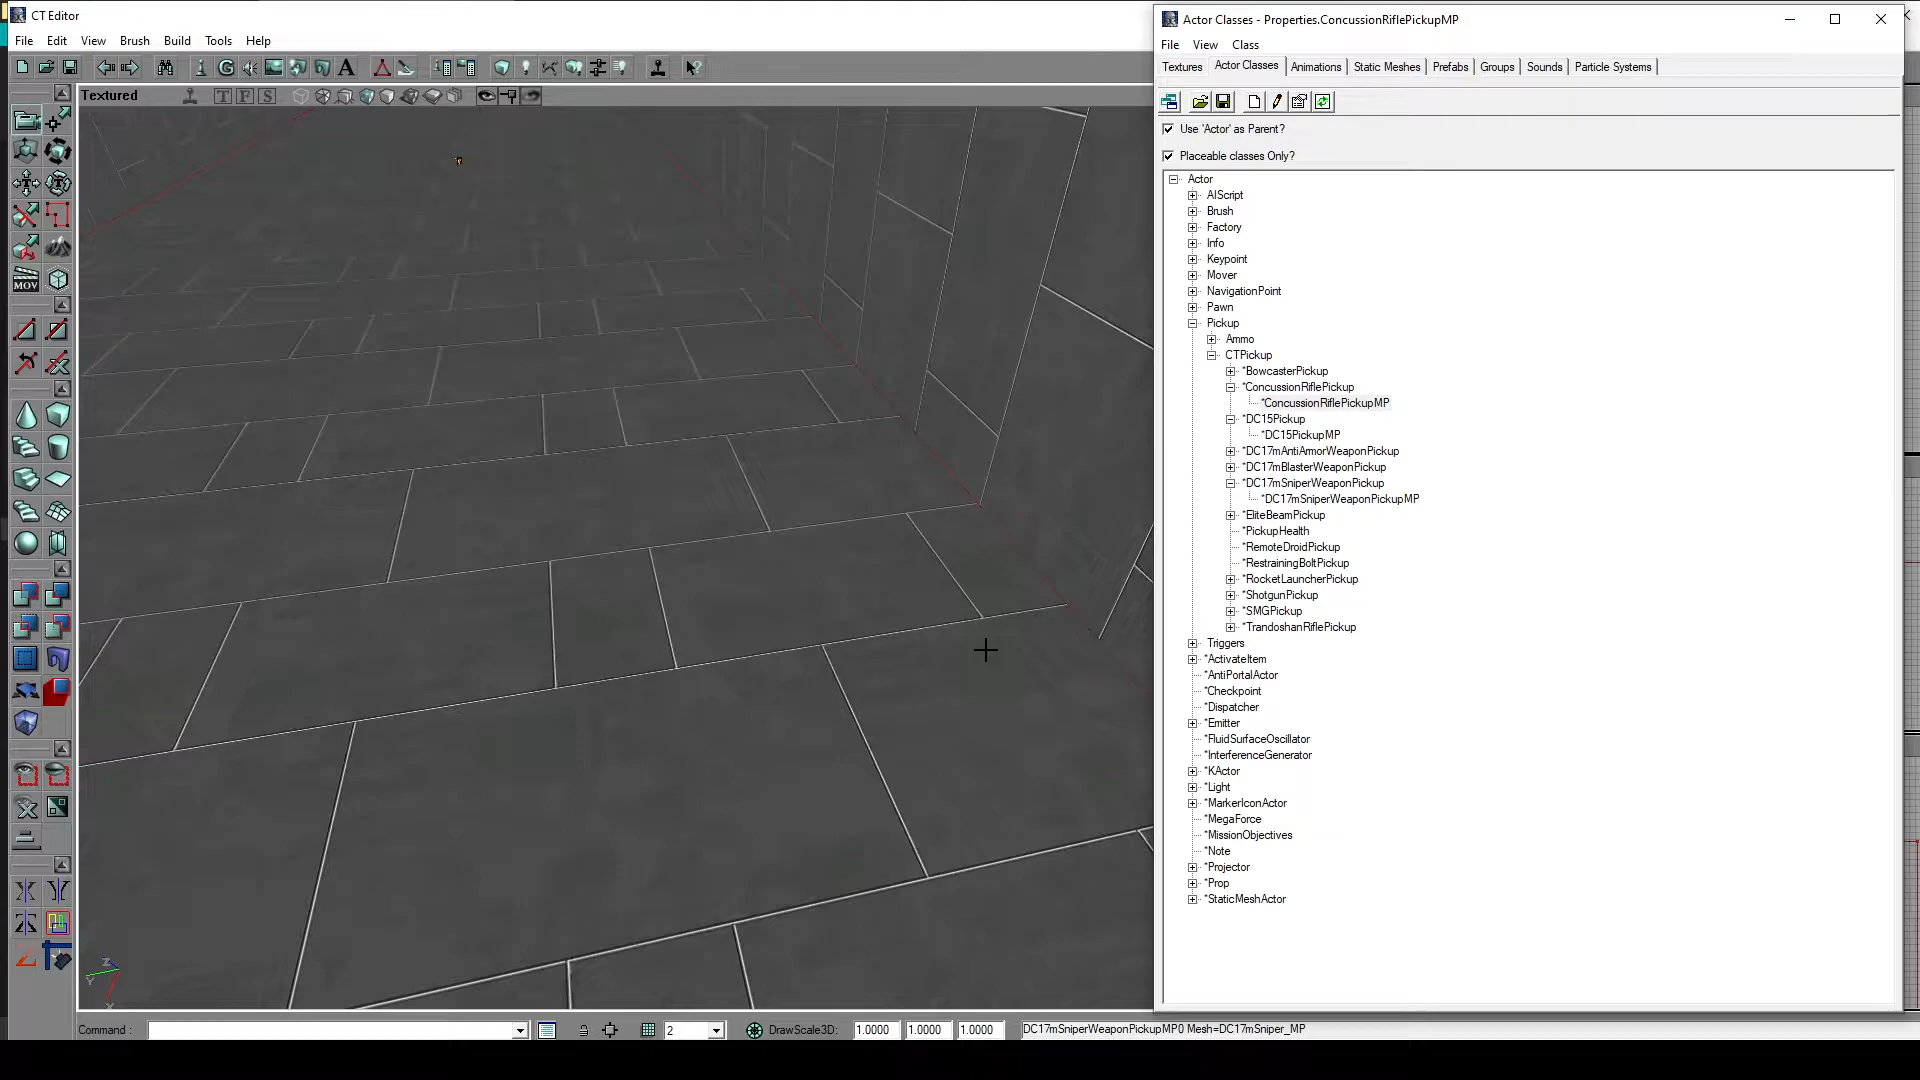 CT Editor
File Edit View Brush Build Tools Help
Textured
T F S
MOV
Z
Y
X
Command :
2
DrawScale3D: 1.0000 1.0000 1.0000
DC17mSniperWeaponPickupMP0 Mesh=DC17mSniper_MP
Actor Classes - Properties.ConcussionRiflePickupMP
File View Class
Textures Actor Classes Animations Static Meshes Prefabs Groups Sounds Particle Systems
Use 'Actor' as Parent?
Placeable classes Only?
Actor
AIScript
Brush
Factory
Info
Keypoint
Mover
NavigationPoint
Pawn
Pickup
Ammo
CTPickup
*BowcasterPickup
*ConcussionRiflePickup
*ConcussionRiflePickupMP
*DC15Pickup
*DC15PickupMP
*DC17mAntiAmorWeaponPickup
*DC17mBlasterWeaponPickup
*DC17mSniperWeaponPickup
*DC17mSniperWeaponPickupMP
*EliteBeamPickup
*PickupHealth
*RemoteDroidPickup
*RestrainingBoltPickup
*RocketLauncherPickup
*ShotgunPickup
*SMGPickup
*TrandoshanRiflePickup
Triggers
*ActivateItem
*AntiPortalActor
*Checkpoint
*Dispatcher
*Emitter
*FluidSurfaceOscillator
*InterferenceGenerator
*KActor
*Light
*MarkerIconActor
*MegaForce
*MissionObjectives
*Note
*Projector
*Prop
*StaticMeshActor